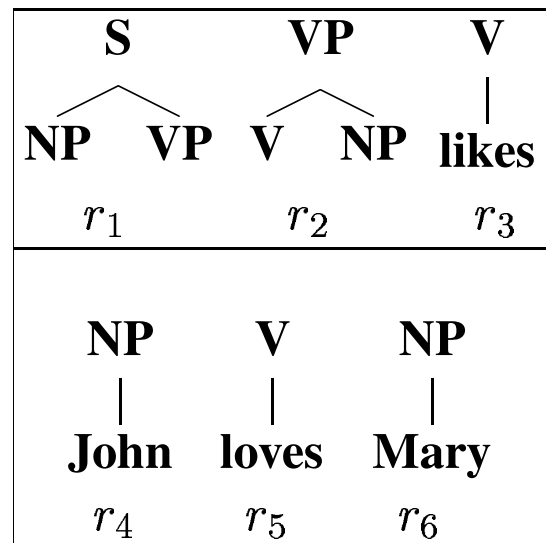 S VP V
NP VP V NP likes
r1 r2 r3
NP V NP
John loves Mary
r4 r5 r6